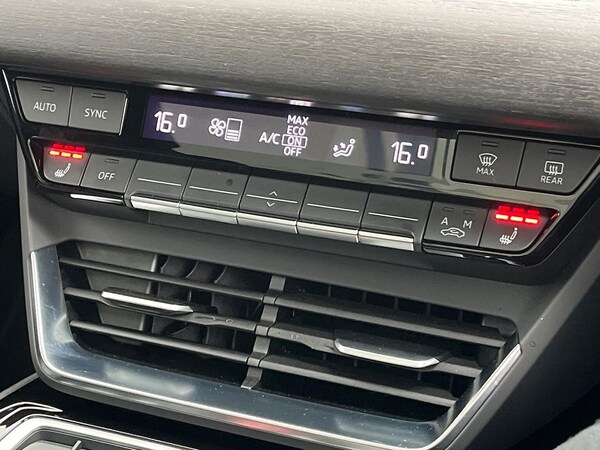 AUTO
SYNC
16.0
A/C
MAX
ECO
ON
OFF
16.0
MAX
REAR
OFF
A M